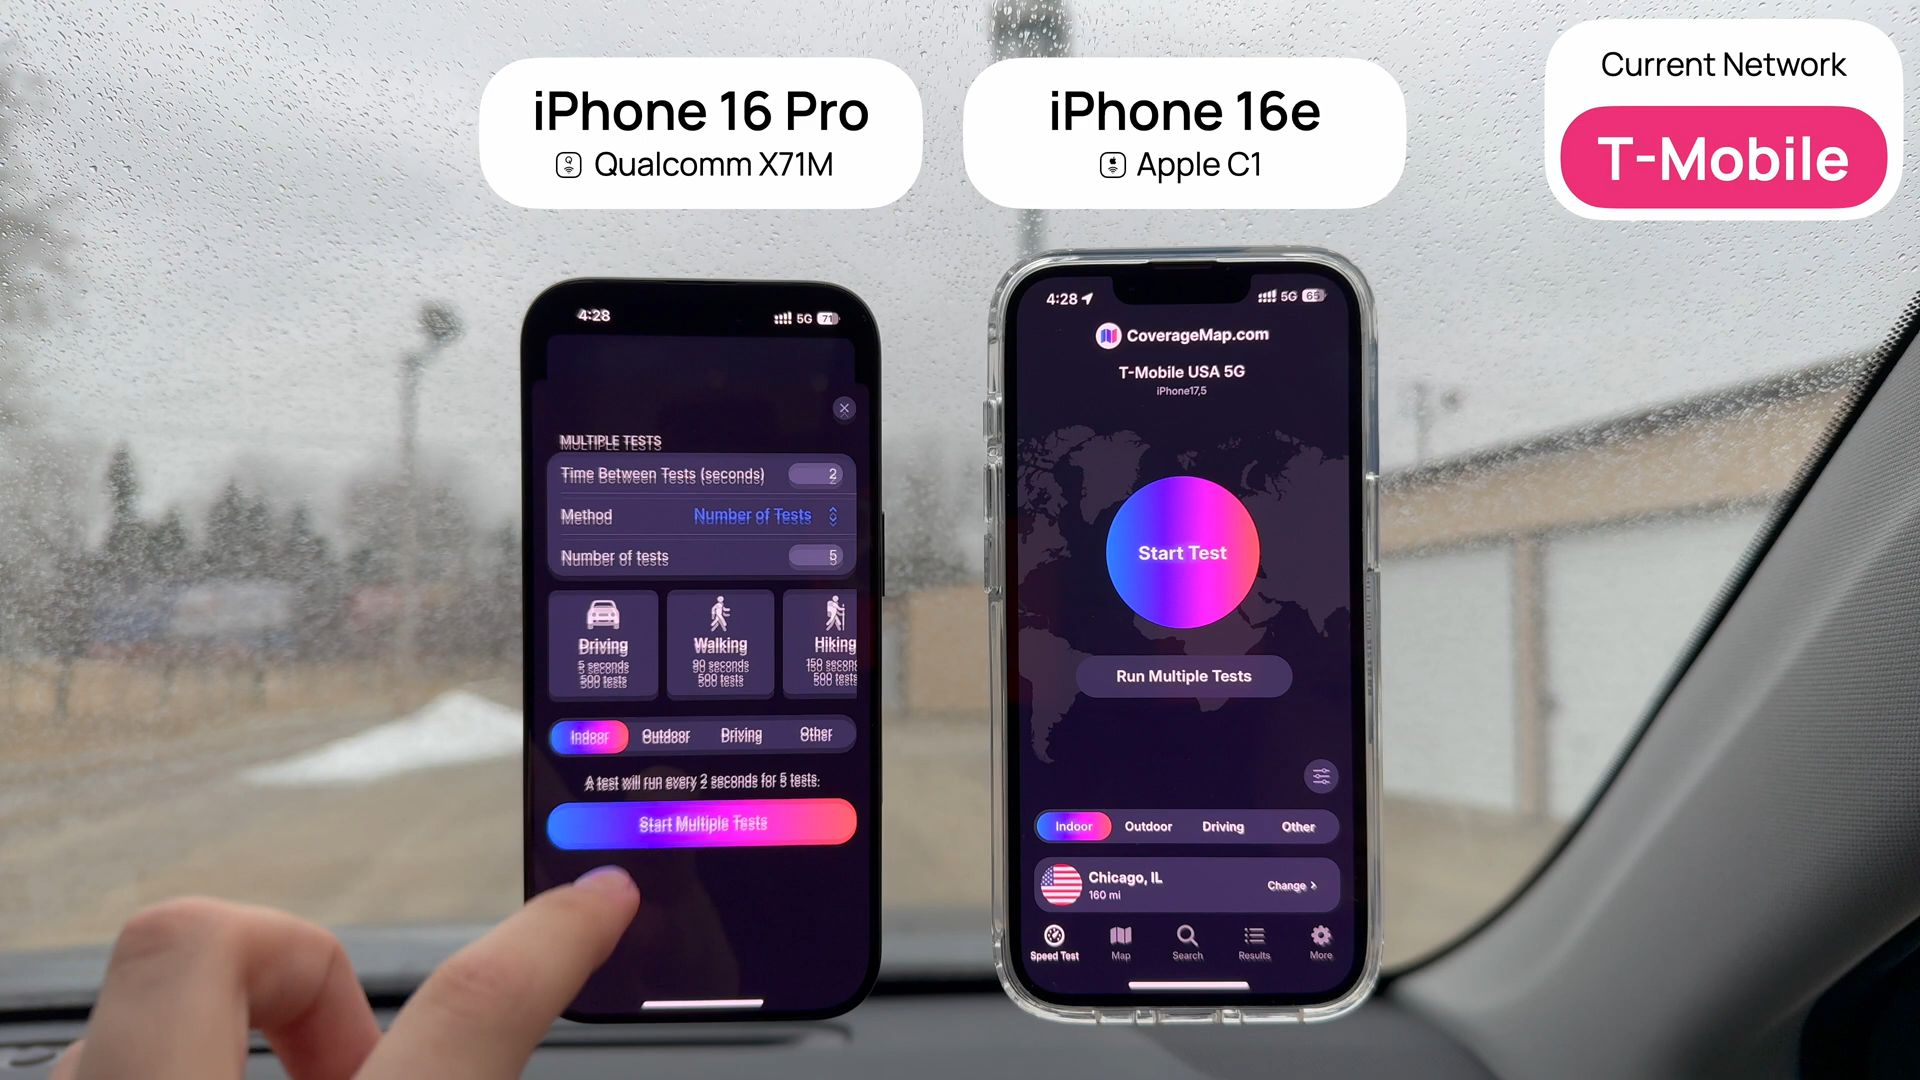 iPhone 16 Pro
Qualcomm X71M
iPhone 16e
Apple C1
Current Network
T-Mobile
4:28
5G 71
MULTIPLE TESTS
Time Between Tests (seconds) 2
Method Number of Tests
Number of tests 5
Driving
5 seconds
500 tests
Walking
90 seconds
500 tests
Hiking
150 secon
500 tests
Indoor Outdoor Driving Other
A test will run every 2 seconds for 5 tests.
Start Multiple Tests
4:28
5G 65
CoverageMap.com
T-Mobile USA 5G
iPhone17,5
Start Test
Run Multiple Tests
Indoor Outdoor Driving Other
Chicago, IL
160 mi
Change >
Speed Test Map Search Results More